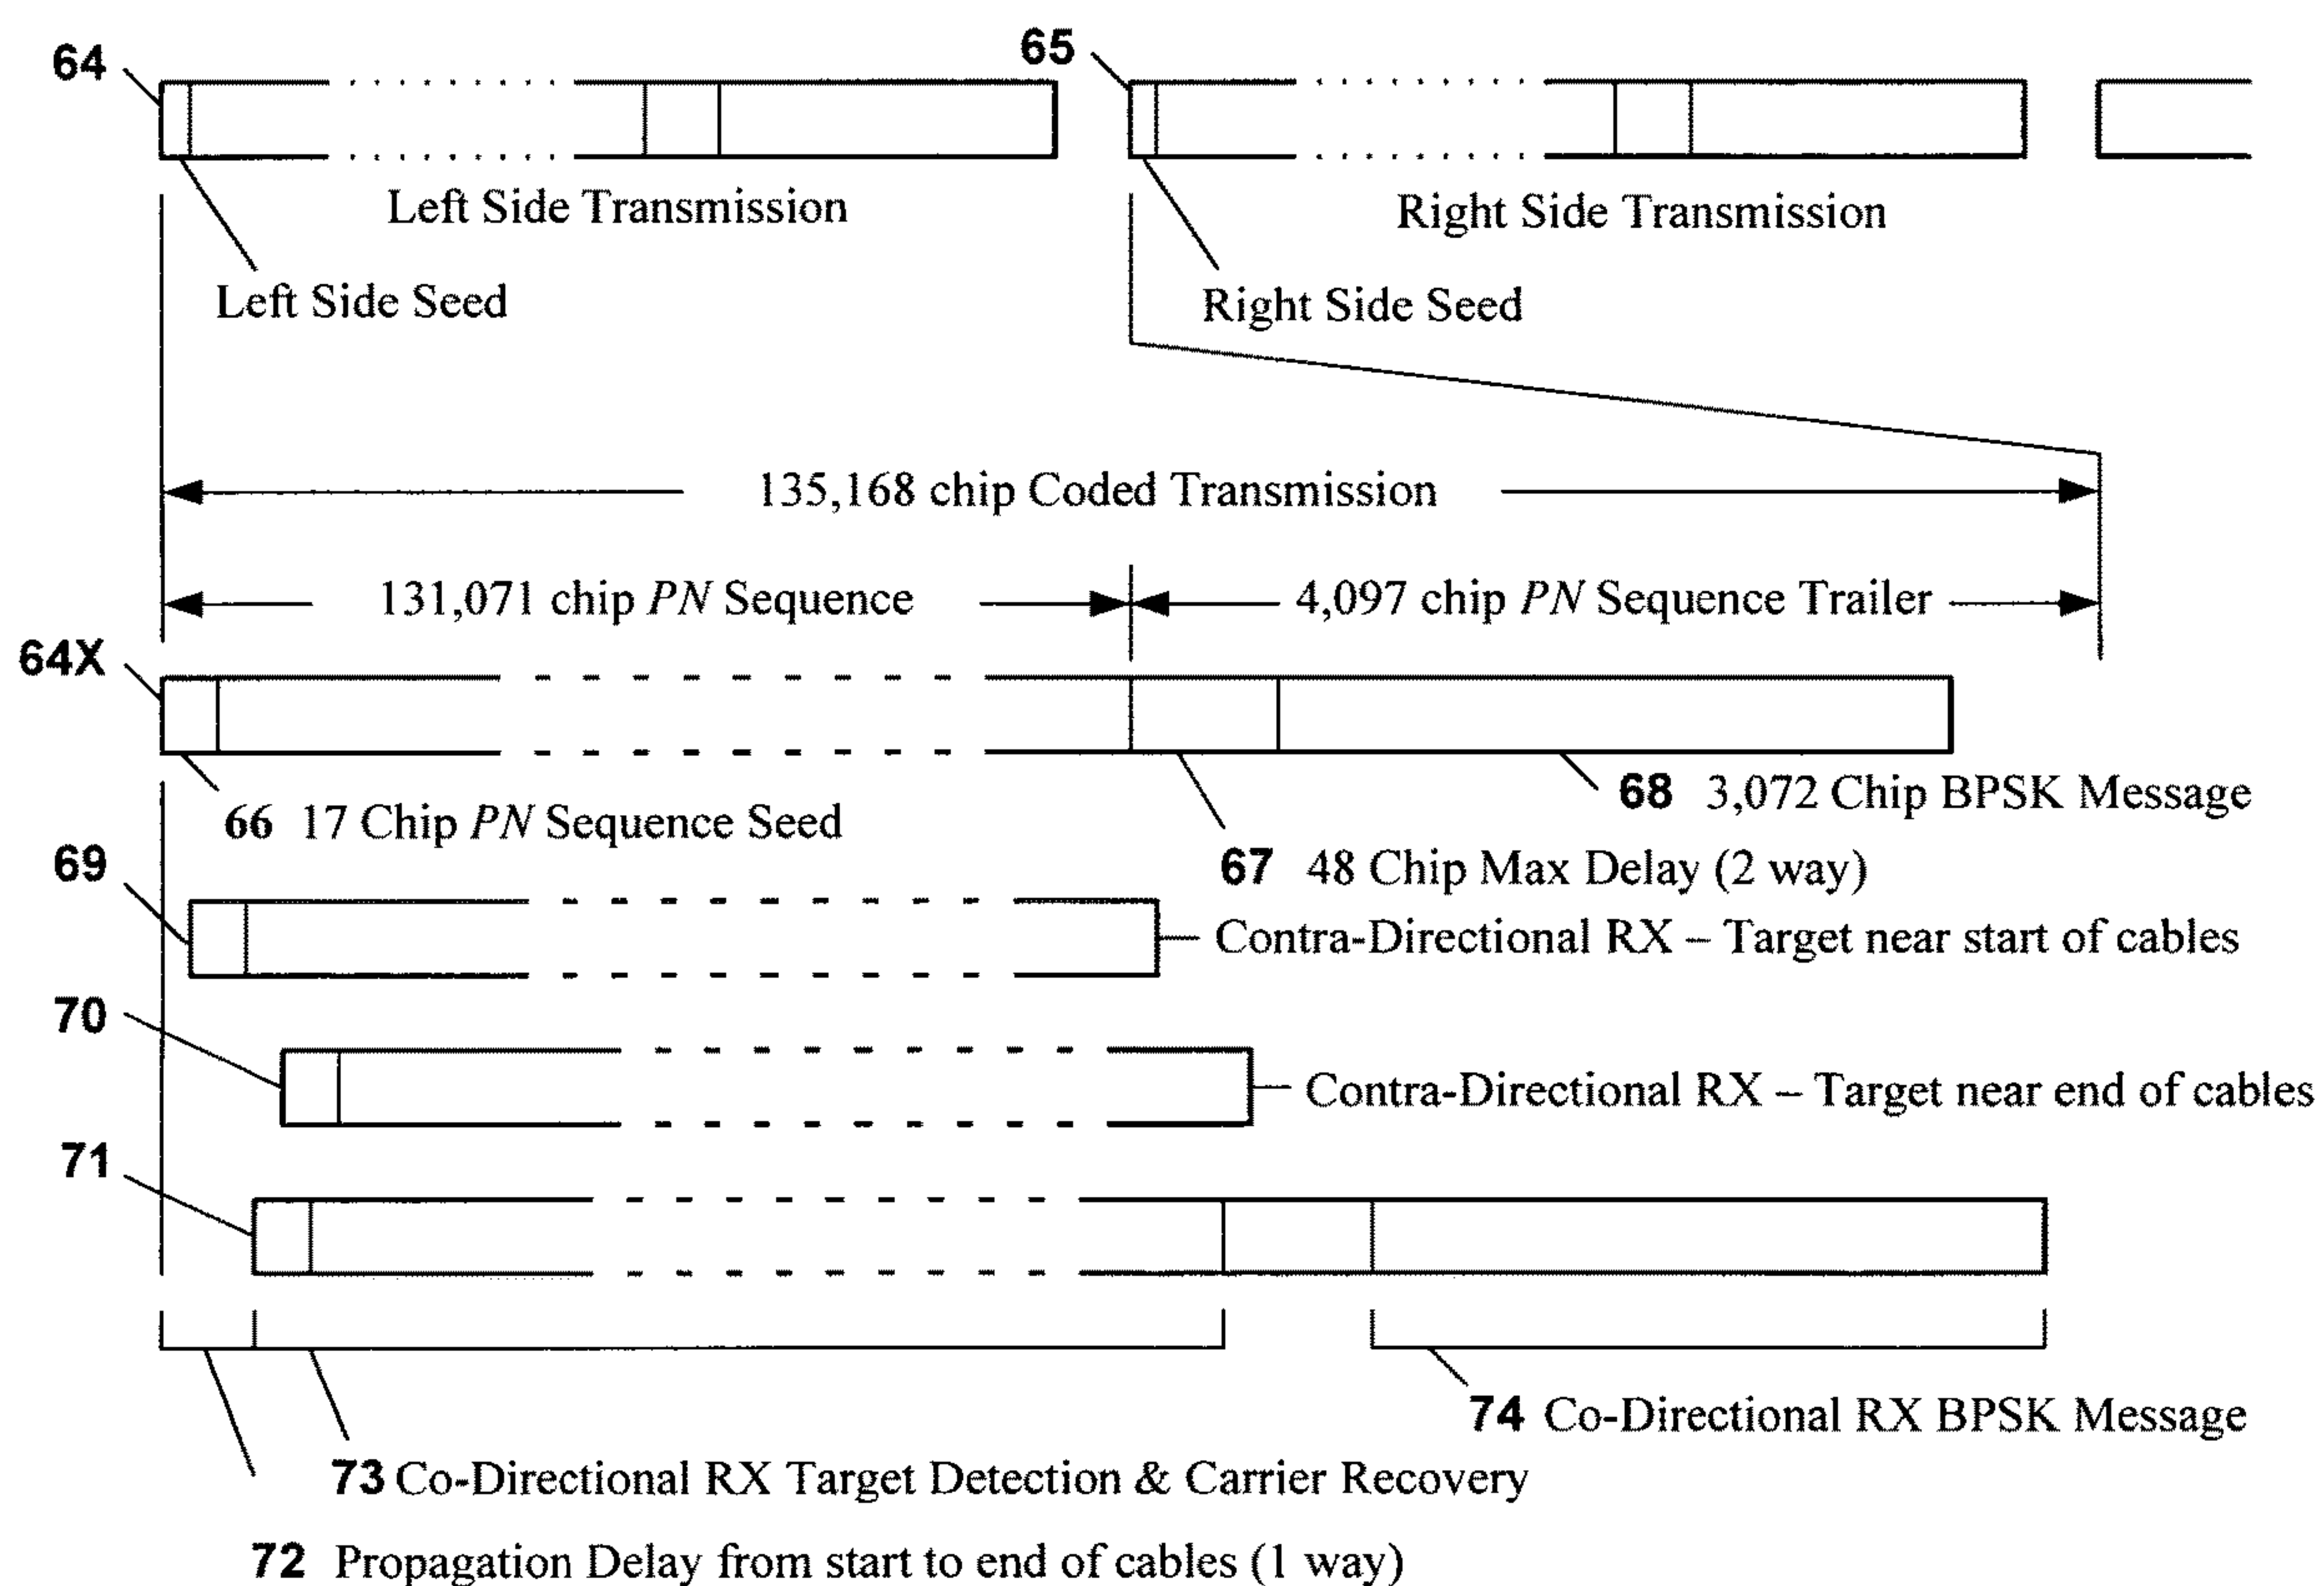 64
65
Left Side Transmission
Right Side Transmission
Left Side Seed
Right Side Seed
135,168 chip Coded Transmission
131,071 chip PN Sequence
4,097 chip PN Sequence Trailer
64X
68 3,072 Chip BPSK Message
66 17 Chip PN Sequence Seed
69
67 48 Chip Max Delay (2 way)
Contra-Directional RX – Target near start of cables
70
Contra-Directional RX – Target near end of cables
71
74 Co-Directional RX BPSK Message
73 Co-Directional RX Target Detection & Carrier Recovery
72 Propagation Delay from start to end of cables (1 way)